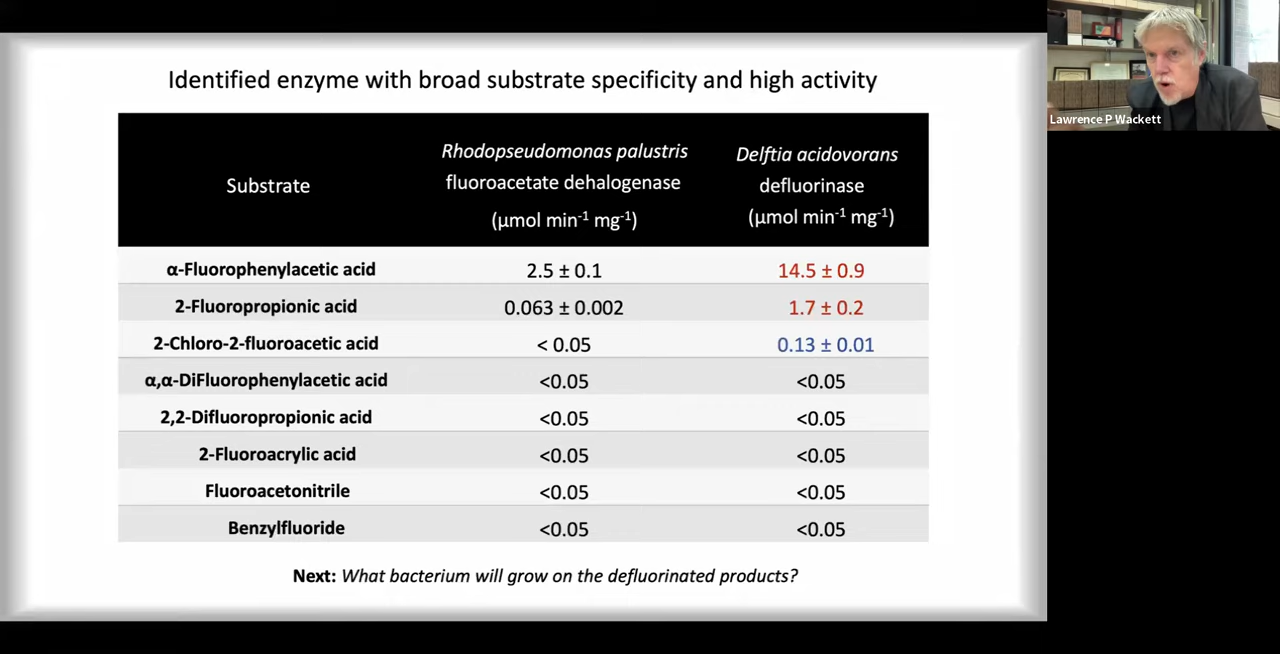 Identified enzyme with broad substrate specificity and high activity
Substrate
Rhodopseudomonas palustris
fluoroacetate dehalogenase
(µmol min⁻¹ mg⁻¹)
Delftia acidovorans
defluorinase
(µmol min⁻¹ mg⁻¹)
α-Fluorophenylacetic acid 2.5 ± 0.1 14.5 ± 0.9
2-Fluoropropionic acid 0.063 ± 0.002 1.7 ± 0.2
2-Chloro-2-fluoroacetic acid < 0.05 0.13 ± 0.01
α,α-DiFluorophenylacetic acid <0.05 <0.05
2,2-Difluoropropionic acid <0.05 <0.05
2-Fluoroacrylic acid <0.05 <0.05
Fluoroacetonitrile <0.05 <0.05
Benzylfluoride <0.05 <0.05
Next: What bacterium will grow on the defluorinated products?
Lawrence P Wackett